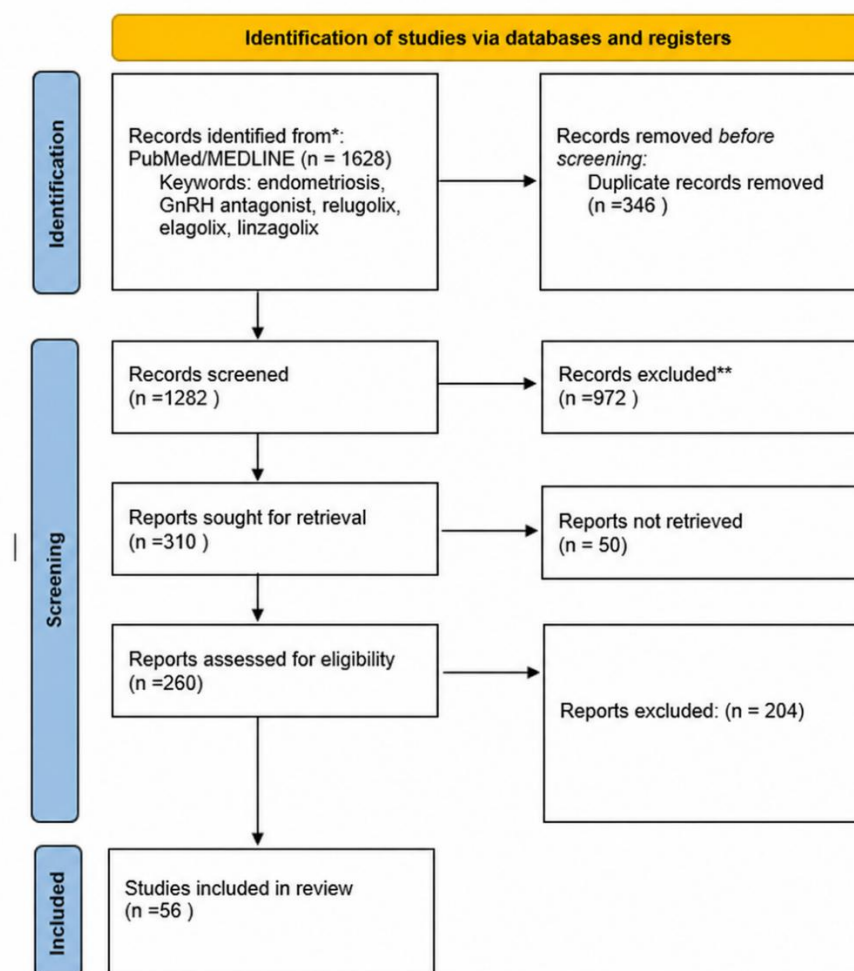 Identification of studies via databases and registers
Identification
Records identified from*:
PubMed/MEDLINE (n = 1628)
Keywords: endometriosis,
GnRH antagonist, relugolix,
elagolix, linzagolix
Records removed before
screening:
Duplicate records removed
(n =346 )
Screening
Records screened
(n =1282 )
Records excluded**
(n =972 )
Reports sought for retrieval
(n =310 )
Reports not retrieved
(n = 50)
Reports assessed for eligibility
(n =260)
Reports excluded: (n = 204)
Included
Studies included in review
(n =56 )